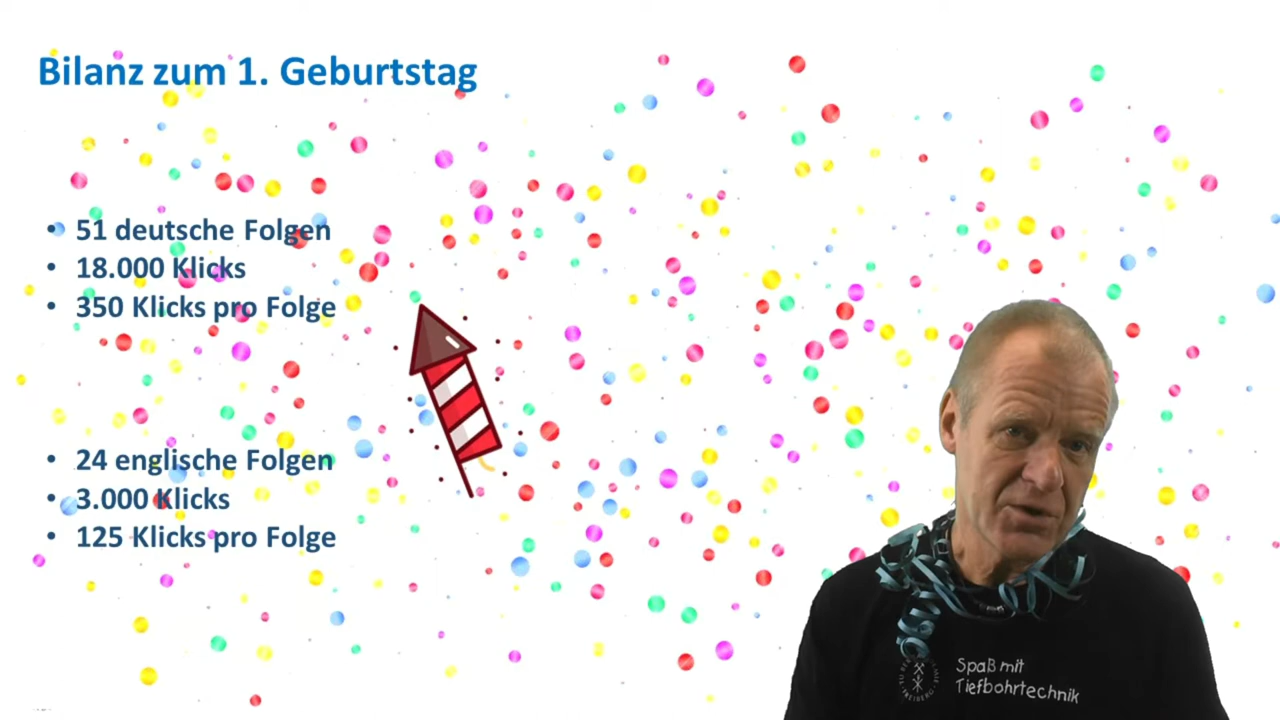 Bilanz zum 1. Geburtstag
• 51 deutsche Folgen
• 18.000 Klicks
• 350 Klicks pro Folge
• 24 englische Folgen
• 3.000 Klicks
• 125 Klicks pro Folge
Spaß mit
Tiefbohrtechnik